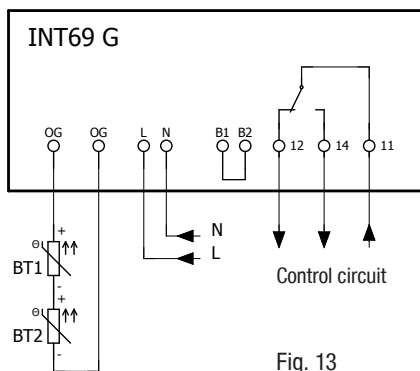 INT69 G
OG OG L N B1 B2 12 14 11
+
Θ
BT1
-
+
Θ
BT2
-
N
L
Control circuit
Fig. 13